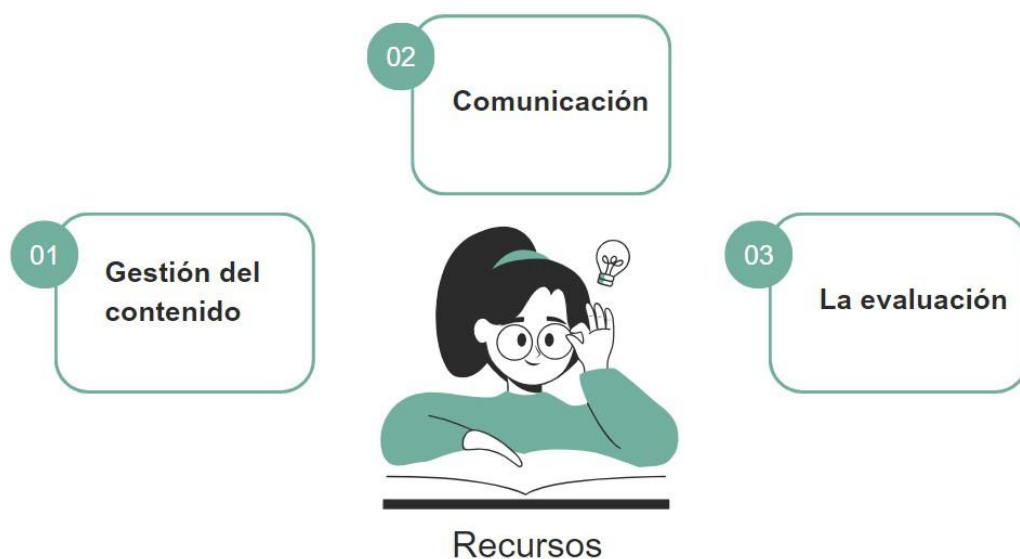 01
Gestión del
contenido
02
Comunicación
03
La evaluación
Recursos